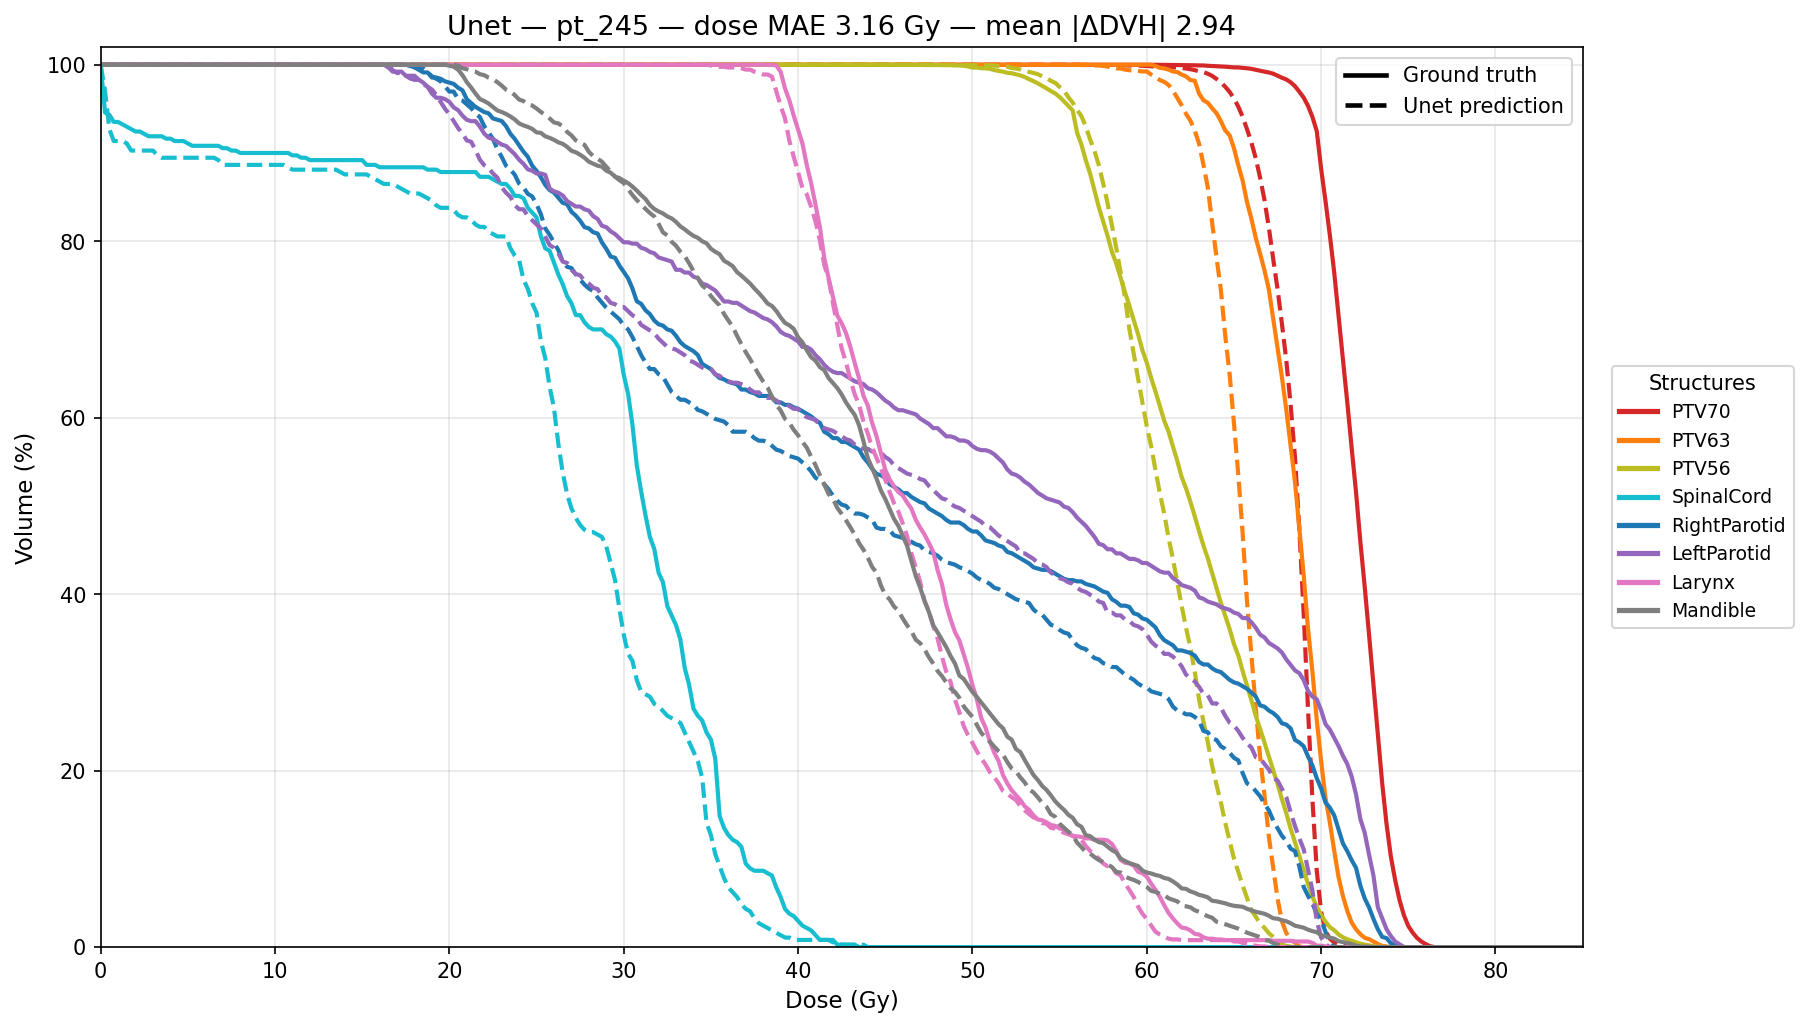 Unet — pt_245 — dose MAE 3.16 Gy — mean |ΔDVH| 2.94
Ground truth
Unet prediction
Volume (%)
100
80
60
40
20
0
0 10 20 30 40 50 60 70 80
Dose (Gy)
Structures
PTV70
PTV63
PTV56
SpinalCord
RightParotid
LeftParotid
Larynx
Mandible